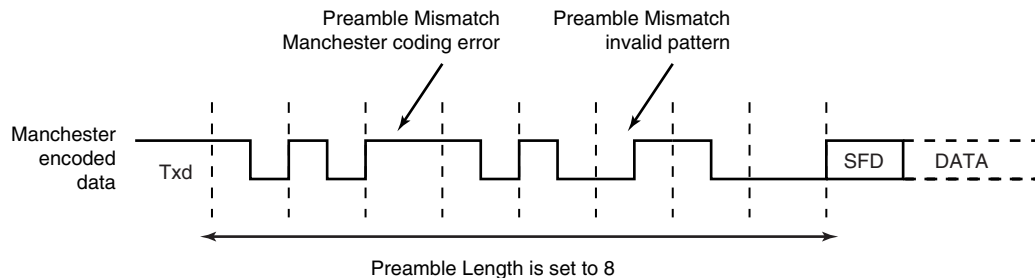 Preamble Mismatch
Manchester coding error
Preamble Mismatch
invalid pattern
Manchester
encoded
data
Txd
SFD
DATA
Preamble Length is set to 8